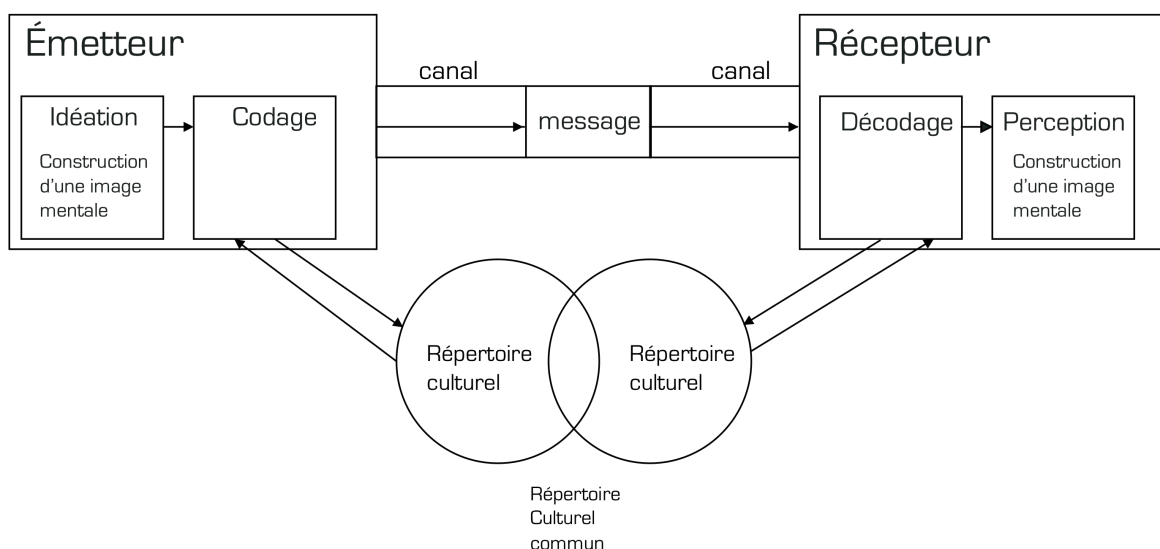 Émetteur
Idéation
Construction
d'une image
mentale
Codage
canal
message
canal
Récepteur
Décodage
Perception
Construction
d'une image
mentale
Répertoire
culturel
Répertoire
culturel
Répertoire
Culturel
commun